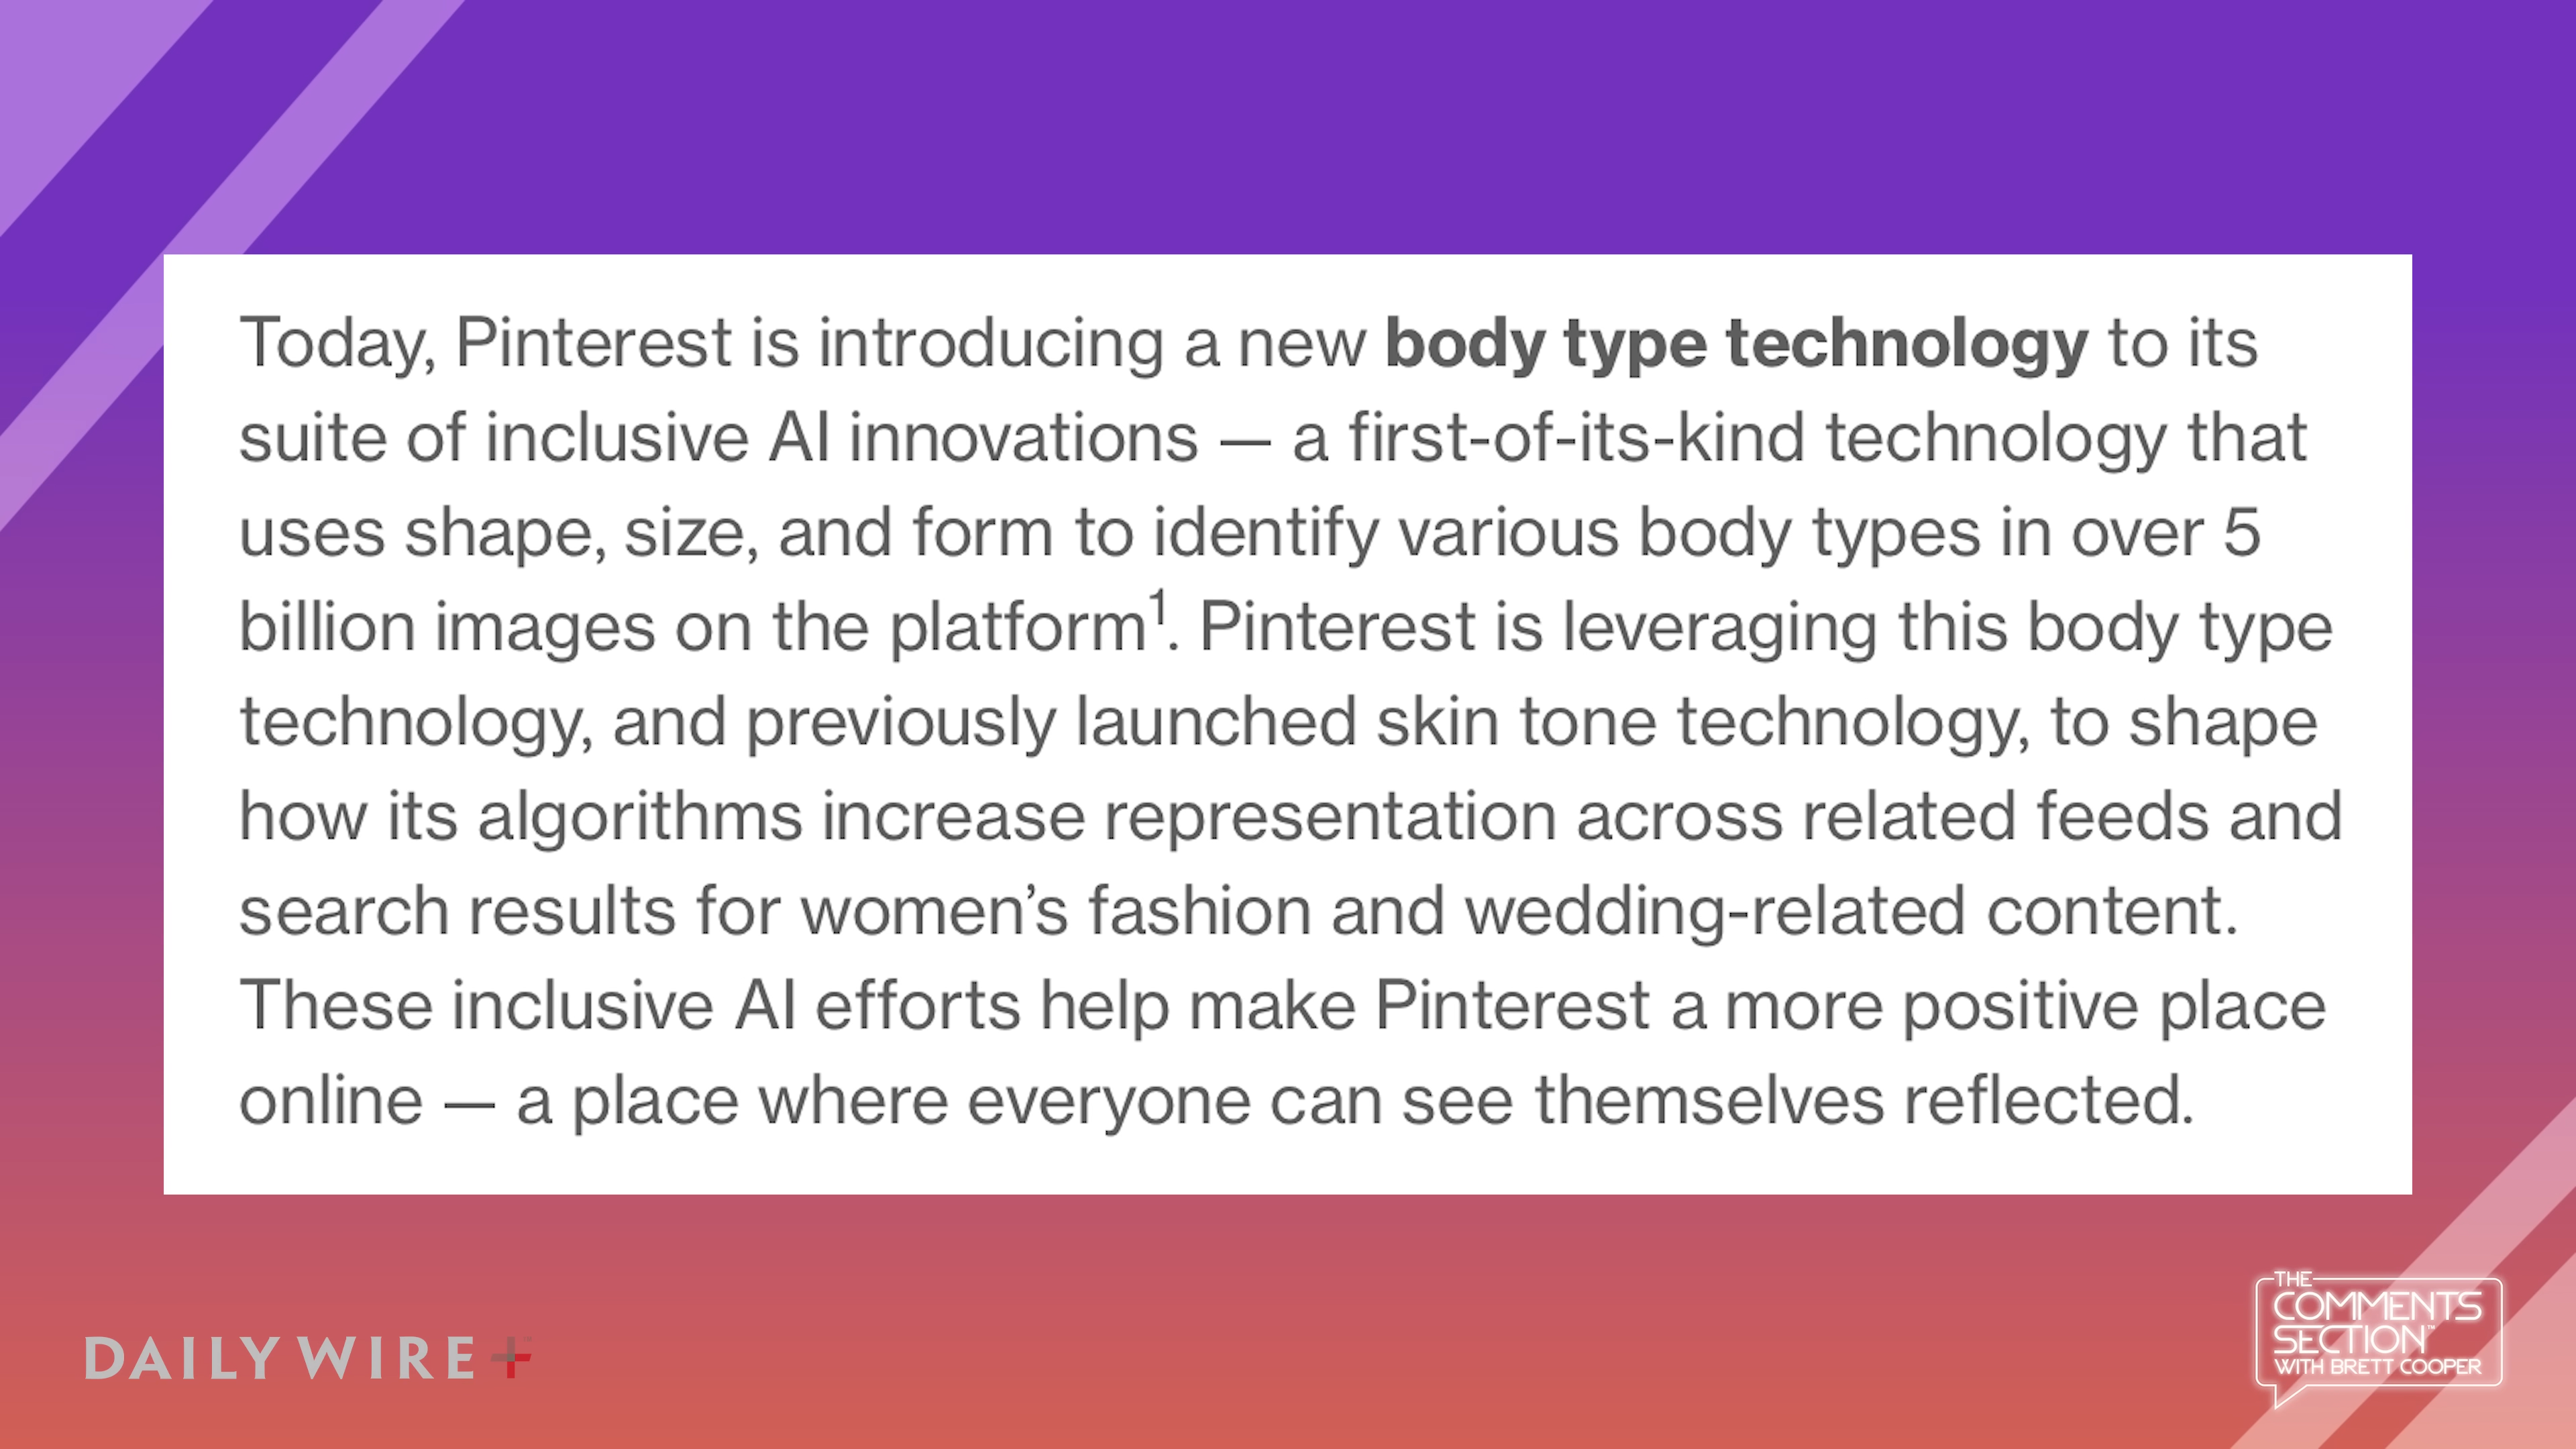 Today, Pinterest is introducing a new body type technology to its
suite of inclusive AI innovations — a first-of-its-kind technology that
uses shape, size, and form to identify various body types in over 5
billion images on the platform¹. Pinterest is leveraging this body type
technology, and previously launched skin tone technology, to shape
how its algorithms increase representation across related feeds and
search results for women’s fashion and wedding-related content.
These inclusive AI efforts help make Pinterest a more positive place
online — a place where everyone can see themselves reflected.
DAILY WIRE +
THE
COMMENTS
SECTION™
WITH BRETT COOPER